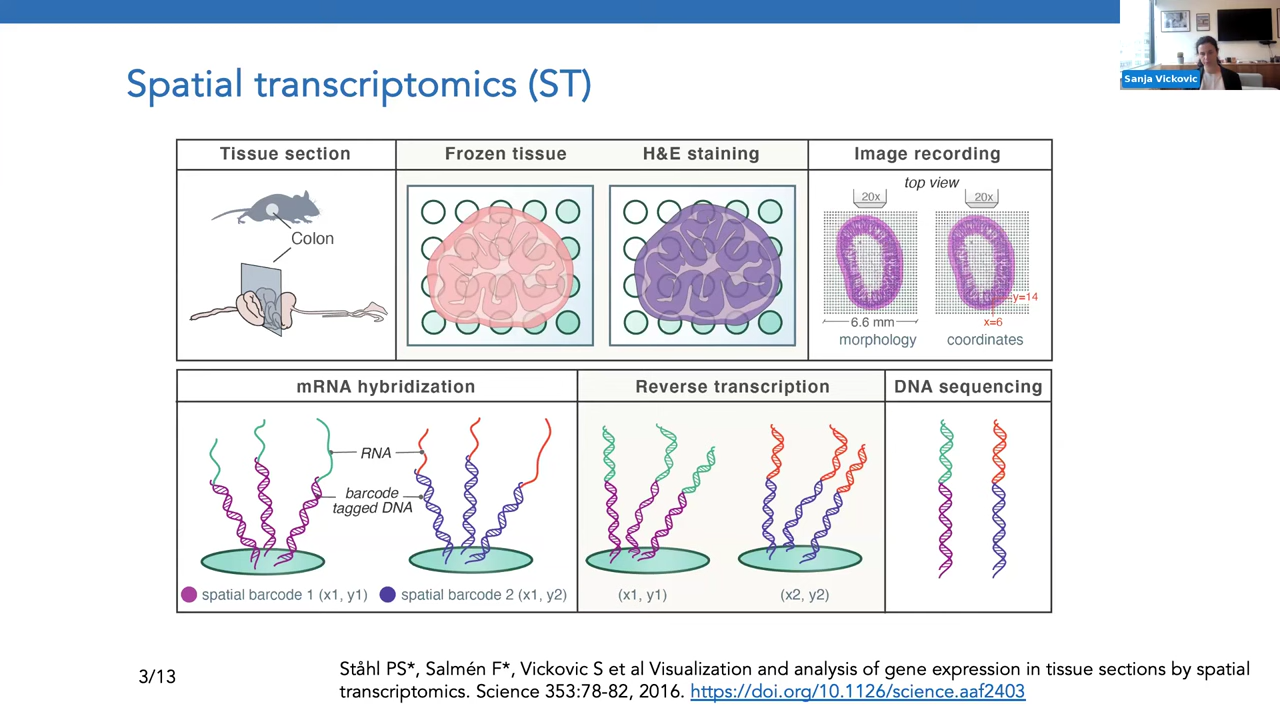 Sanja Vickovic
Spatial transcriptomics (ST)
Tissue section
Frozen tissue
H&E staining
Image recording
Colon
top view
20x
20x
y=14
x=6
6.6 mm
morphology
coordinates
mRNA hybridization
Reverse transcription
DNA sequencing
RNA
barcode
tagged DNA
spatial barcode 1 (x1, y1)
spatial barcode 2 (x1, y2)
(x1, y1)
(x2, y2)
3/13
Ståhl PS*, Salmén F*, Vickovic S et al Visualization and analysis of gene expression in tissue sections by spatial
transcriptomics. Science 353:78-82, 2016. https://doi.org/10.1126/science.aaf2403